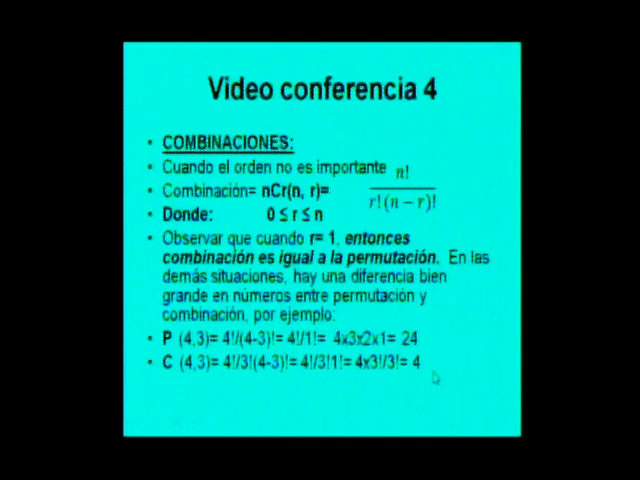 Video conferencia 4
• COMBINACIONES:
• Cuando el orden no es importante
• Combinación= nCr(n, r)= n! / r!(n − r)!
• Donde: 0 ≤ r ≤ n
• Observar que cuando r= 1, entonces
combinación es igual a la permutación. En las
demás situaciones, hay una diferencia bien
grande en números entre permutación y
combinación, por ejemplo:
• P (4,3)= 4!/(4-3)!= 4!/1!= 4x3x2x1= 24
• C (4,3)= 4!/3!(4-3)!= 4!/3!1!= 4x3!/3!= 4